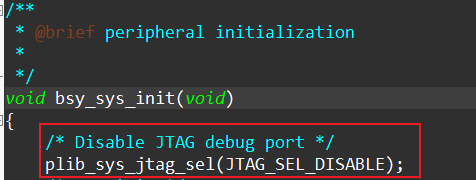 /**
* @brief peripheral initialization
*
*/
void bsy_sys_init(void)
{
/* Disable JTAG debug port */
plib_sys_jtag_sel(JTAG_SEL_DISABLE);